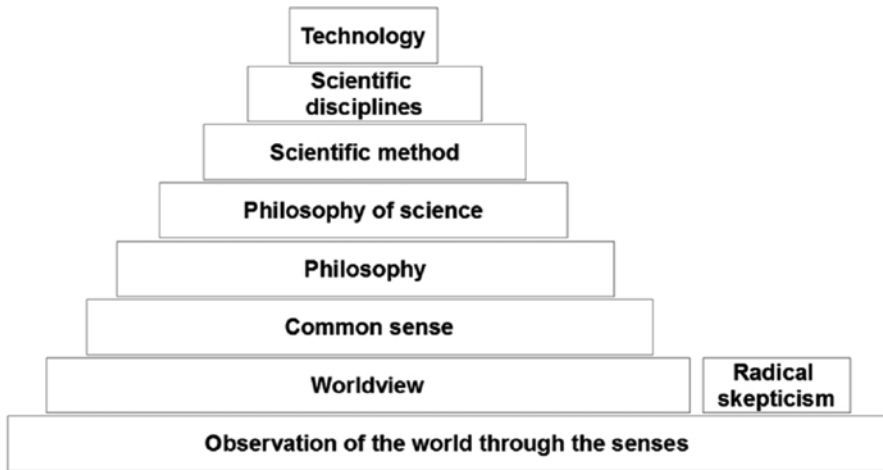 Technology
Scientific
disciplines
Scientific method
Philosophy of science
Philosophy
Common sense
Worldview
Radical
skepticism
Observation of the world through the senses